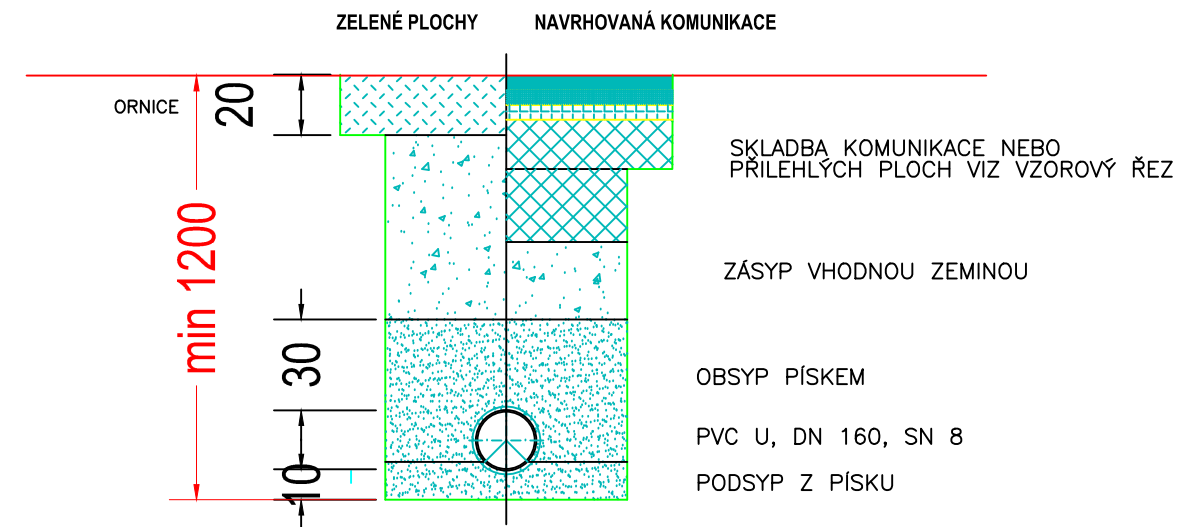 ZELENÉ PLOCHY
NAVRHOVANÁ KOMUNIKACE
ORNICE
20
SKLADBA KOMUNIKACE NEBO
PŘILEHLÝCH PLOCH VIZ VZOROVÝ ŘEZ
min 1200
ZÁSYP VHODNOU ZEMINOU
30
OBSYP PÍSKEM
PVC U, DN 160, SN 8
10
PODSYP Z PÍSKU